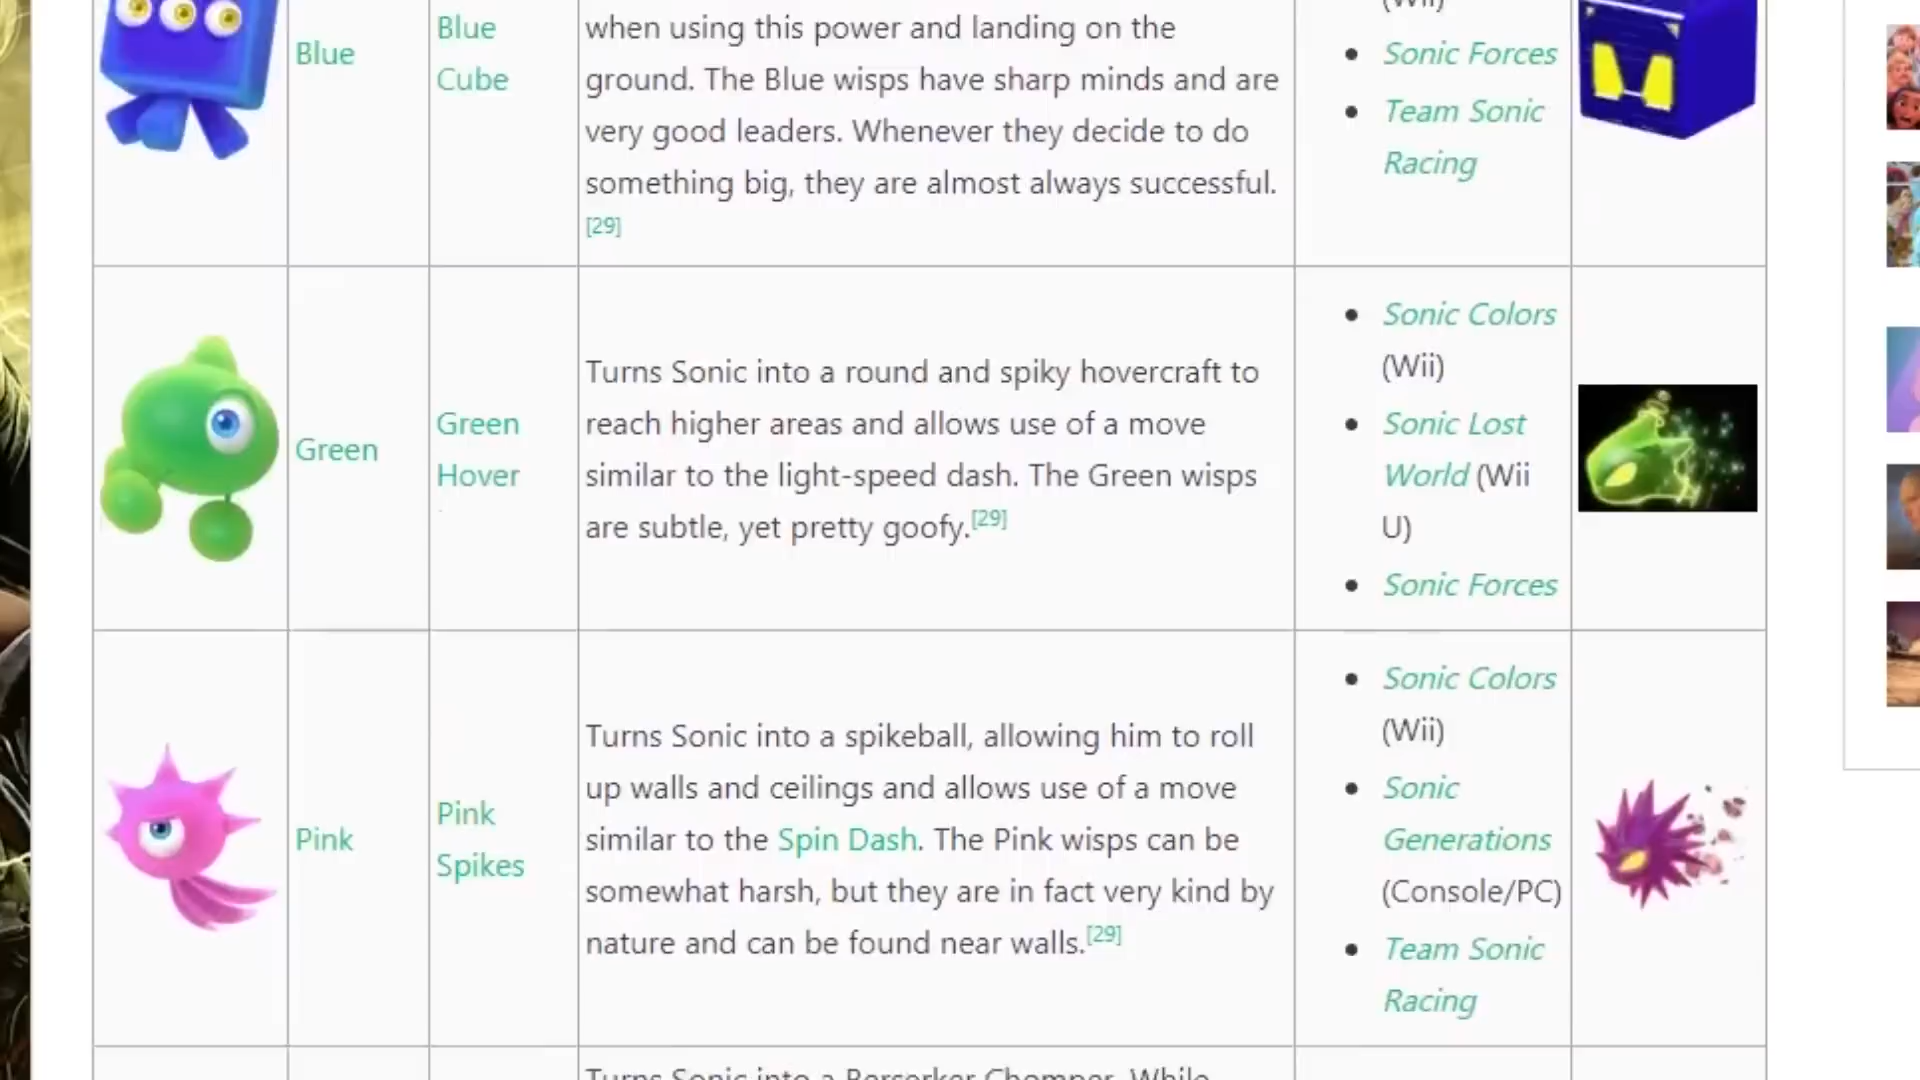 Blue
Blue
Cube
when using this power and landing on the
ground. The Blue wisps have sharp minds and are
very good leaders. Whenever they decide to do
something big, they are almost always successful.
[29]
(Wii)
• Sonic Forces
• Team Sonic
Racing
Green
Green
Hover
Turns Sonic into a round and spiky hovercraft to
reach higher areas and allows use of a move
similar to the light-speed dash. The Green wisps
are subtle, yet pretty goofy.[29]
• Sonic Colors
(Wii)
• Sonic Lost
World (Wii
U)
• Sonic Forces
Pink
Pink
Spikes
Turns Sonic into a spikeball, allowing him to roll
up walls and ceilings and allows use of a move
similar to the Spin Dash. The Pink wisps can be
somewhat harsh, but they are in fact very kind by
nature and can be found near walls.[29]
• Sonic Colors
(Wii)
• Sonic
Generations
(Console/PC)
• Team Sonic
Racing
Turns Sonic into a Berserker Chomper. While